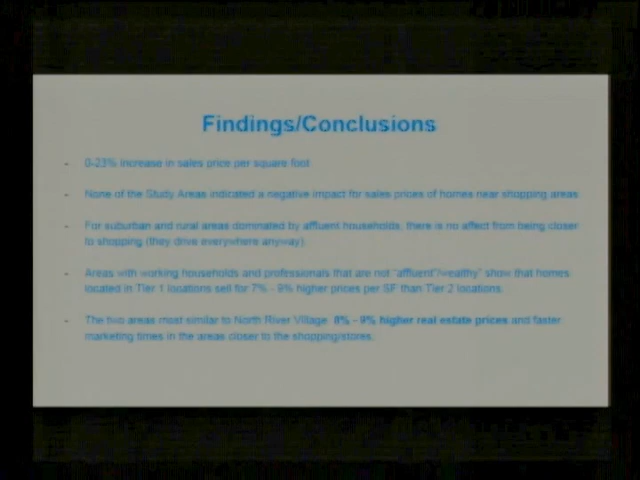 Findings/Conclusions
- 0-23% increase in sales price per square foot
- None of the Study Areas indicated a negative impact for sales prices of homes near shopping areas
- For suburban and rural areas dominated by affluent households, there is no affect from being closer
to shopping (they drive everywhere anyway).
- Areas with working households and professionals that are not "affluent"/wealthy" show that homes
located in Tier 1 locations sell for 7% - 9% higher prices per SF than Tier 2 locations.
- The two areas most similar to North River Village: 8% - 9% higher real estate prices and faster
marketing times in the areas closer to the shopping/stores.